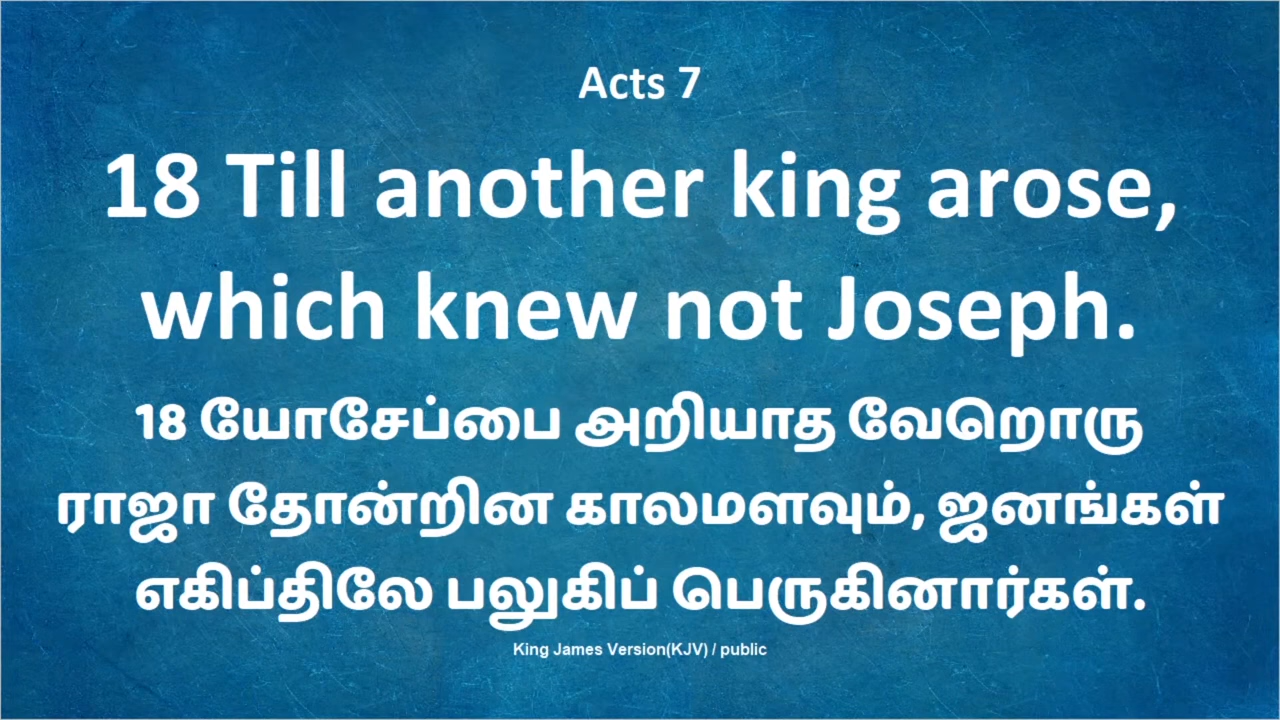 Acts 7
18 Till another king arose,
which knew not Joseph.
18 யோசேப்பை அறியாத வேறொரு
ராஜா தோன்றின காலமளவும், ஜனங்கள்
எகிப்திலே பலுகிப் பெருகினார்கள்.
King James Version(KJV) / public